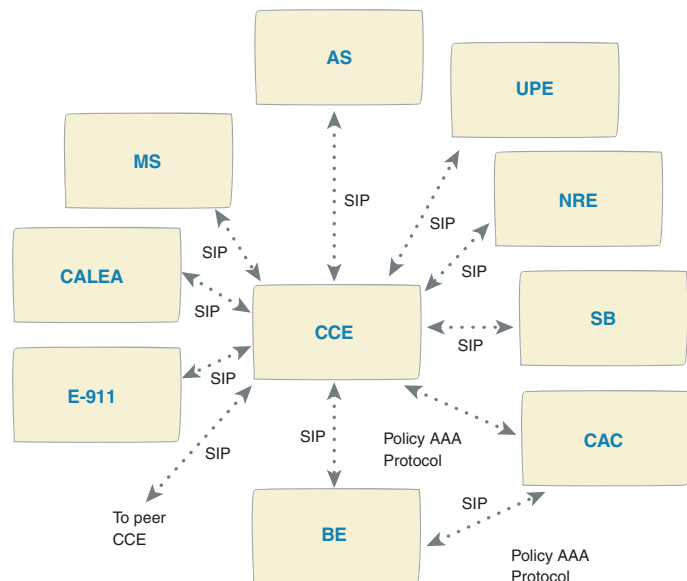 AS
UPE
MS
SIP
NRE
SIP
SIP
SIP
CALEA
SIP
CCE
SB
SIP
SIP
E-911
SIP
SIP
Policy AAA
Protocol
CAC
To peer
CCE
SIP
BE
Policy AAA
Protocol